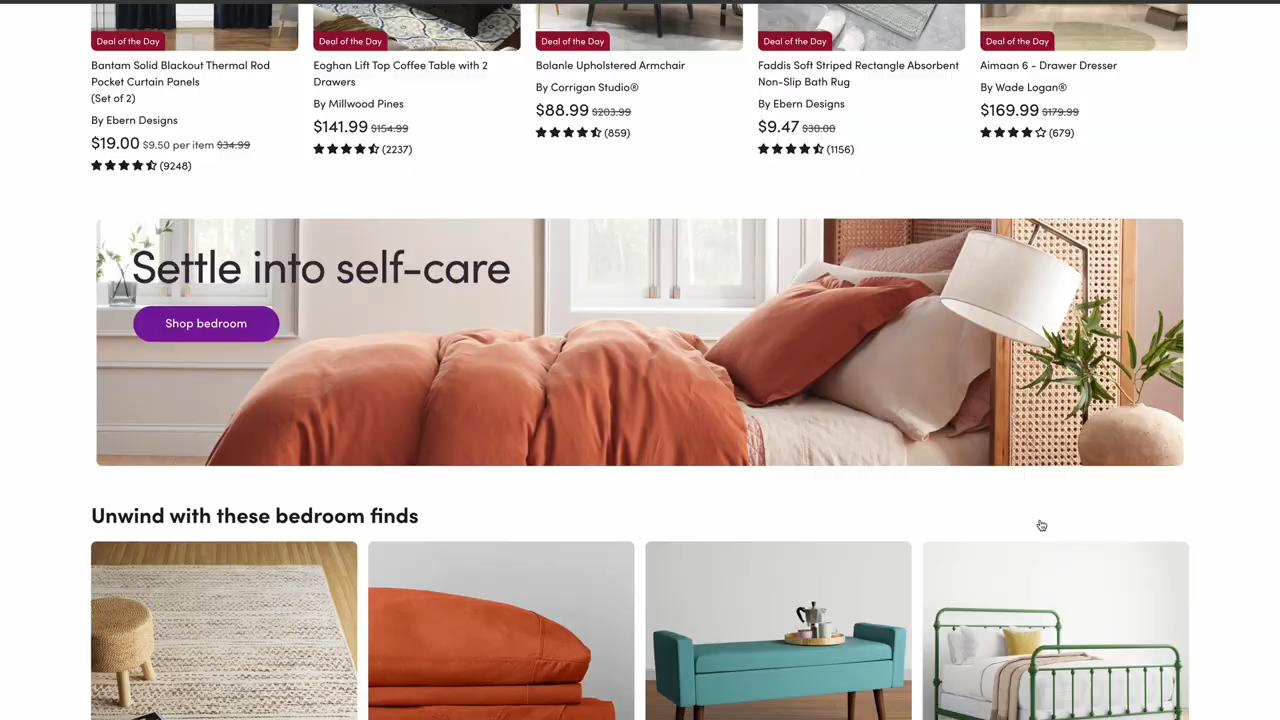 Deal of the Day
Bantam Solid Blackout Thermal Rod
Pocket Curtain Panels
(Set of 2)
By Ebern Designs
$19.00 $9.50 per item $34.99
(9248)
Deal of the Day
Eoghan Lift Top Coffee Table with 2
Drawers
By Millwood Pines
$141.99 $154.99
(2237)
Deal of the Day
Bolanle Upholstered Armchair
By Corrigan Studio®
$88.99 $203.99
(859)
Deal of the Day
Faddis Soft Striped Rectangle Absorbent
Non-Slip Bath Rug
By Ebern Designs
$9.47 $30.00
(1156)
Deal of the Day
Aimaan 6 - Drawer Dresser
By Wade Logan®
$169.99 $179.99
(679)
Settle into self-care
Shop bedroom
Unwind with these bedroom finds